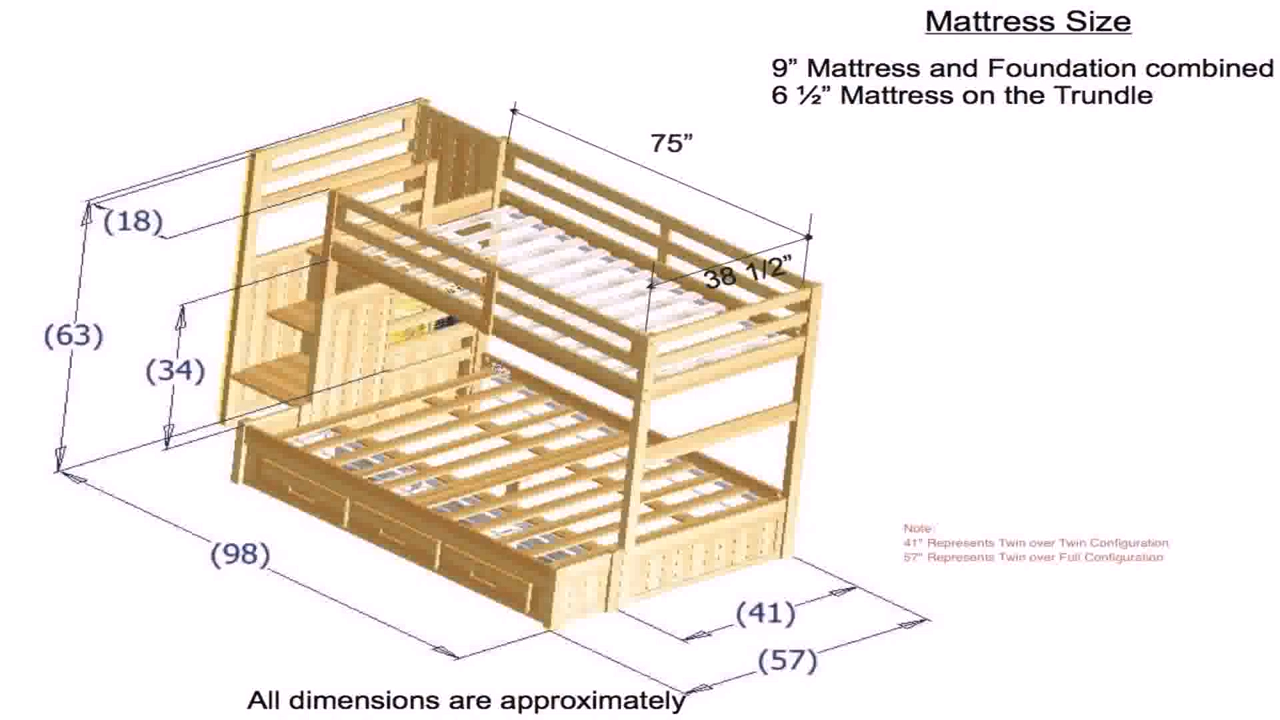 Mattress Size
9” Mattress and Foundation combined
6 ½” Mattress on the Trundle
75”
(18)
38 1/2”
(63)
(34)
Note:
41" Represents Twin over Twin Configuration
57" Represents Twin over Full Configuration
(98)
(41)
(57)
All dimensions are approximately